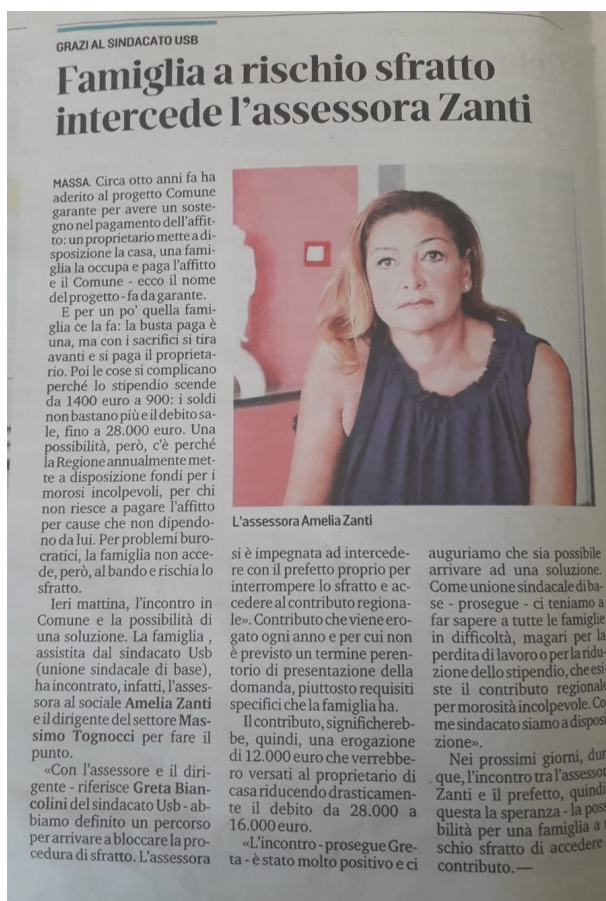 GRAZI AL SINDACATO USB
Famiglia a rischio sfratto
intercede l'assessora Zanti
MASSA. Circa otto anni fa ha
aderito al progetto Comune
garante per avere un soste-
gno nel pagamento dell'affit-
to: un proprietario mette a di-
sposizione la casa, una fami-
glia la occupa e paga l'affitto
e il Comune - ecco il nome
del progetto - fa da garante.
E per un po' quella fami-
glia ce la fa: la busta paga è
una, ma con i sacrifici si tira
avanti e si paga il proprieta-
rio. Poi le cose si complicano
perché lo stipendio scende
da 1400 euro a 900: i soldi
non bastano più e il debito sa-
le, fino a 28.000 euro. Una
possibilità, però, c'è perché
la Regione annualmente met-
te a disposizione fondi per i
morosi incolpevoli, per chi
non riesce a pagare l'affitto
per cause che non dipendo-
no da lui. Per problemi buro-
cratici, la famiglia non acce-
de, però, al bando e rischia lo
sfratto.
Ieri mattina, l'incontro in
Comune e la possibilità di
una soluzione. La famiglia ,
assistita dal sindacato Usb
(unione sindacale di base),
ha incontrato, infatti, l'asses-
sora al sociale Amelia Zanti
e il dirigente del settore Mas-
simo Tognocci per fare il
punto.
«Con l'assessore e il diri-
gente - riferisce Greta Bian-
colini del sindacato Usb - ab-
biamo definito un percorso
per arrivare a bloccare la pro-
cedura di sfratto. L'assessora
L'assessora Amelia Zanti
si è impegnata ad intercede-
re con il prefetto proprio per
interrompere lo sfratto e ac-
cedere al contributo regiona-
le». Contributo che viene ero-
gato ogni anno e per cui non
è previsto un termine peren-
torio di presentazione della
domanda, piuttosto requisiti
specifici che la famiglia ha.
Il contributo, significhereb-
be, quindi, una erogazione
di 12.000 euro che verrebbe-
ro versati al proprietario di
casa riducendo drasticamen-
te il debito da 28.000 a
16.000 euro.
«L'incontro - prosegue Gre-
ta - è stato molto positivo e ci
auguriamo che sia possibile
arrivare ad una soluzione.
Come unione sindacale di ba-
se - prosegue - ci teniamo a
far sapere a tutte le famiglie
in difficoltà, magari per la
perdita di lavoro o per la ridu-
zione dello stipendio, che esi-
ste il contributo regionale
per morosità incolpevole. Co
me sindacato siamo a disposi
zione».
Nei prossimi giorni, dun
que, l'incontro tra l'assessor
Zanti e il prefetto, quindi
questa la speranza - la poss
bilità per una famiglia a
schio sfratto di accedere
contributo. —